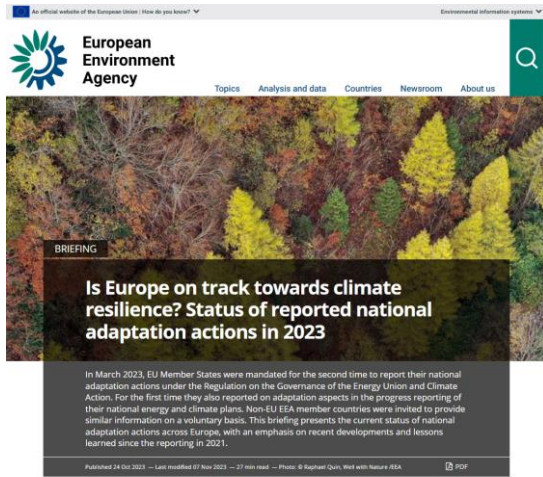 An official website of the European Union | How do you know?
Environmental information systems
European
Environment
Agency
Topics Analysis and data Countries Newsroom About us
BRIEFING
Is Europe on track towards climate
resilience? Status of reported national
adaptation actions in 2023
In March 2023, EU Member States were mandated for the second time to report their national
adaptation actions under the Regulation on the Governance of the Energy Union and Climate
Action. For the first time they also reported on adaptation aspects in the progress reporting of
their national energy and climate plans. Non-EU EEA member countries were invited to provide
similar information on a voluntary basis. This briefing presents the current status of national
adaptation actions across Europe, with an emphasis on recent developments and lessons
learned since the reporting in 2021.
Published 24 Oct 2023 — Last modified 07 Nov 2023 — 27 min read — Photo: © Raphael Quin, Well with Nature /EEA
PDF